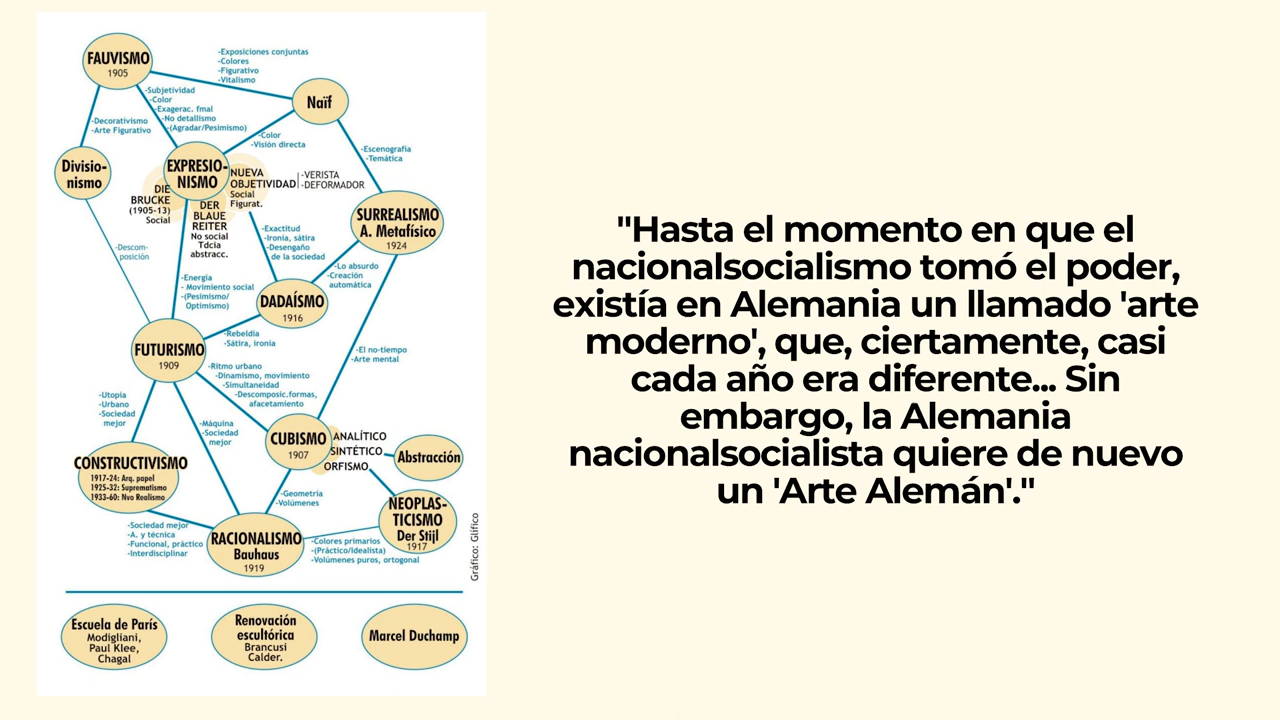 FAUVISMO
1905
-Exposiciones conjuntas
-Colores
-Figurativo
-Vitalismo
Naïf
-Subjetividad
-Color
-Exagerac. fmal
-No detallismo
-(Agradar/Pesimismo)
-Decorativismo
-Arte Figurativo
-Color
-Visión directa
-Escenografía
-Temática
Divisio-
nismo
EXPRESIO-
NISMO
DIE
BRUCKE
(1905-13)
Social
NUEVA
OBJETIVIDAD
Social
Figurat.
-VERISTA
-DEFORMADOR
DER
BLAUE
REITER
No social
Tdcia
abstracc.
SURREALISMO
A. Metafísico
1924
-Exactitud
-Ironia, sátira
-Desengaño
de la sociedad
-Descom-
posición
-Lo absurdo
-Creación
automática
-Energía
- Movimiento social
-(Pesimismo/
Optimismo)
DADAÍSMO
1916
-Rebeldía
-Sátira, ironía
FUTURISMO
1909
-El no-tiempo
-Arte mental
-Ritmo urbano
-Dinamismo, movimiento
-Simultaneidad
-Descomposic.formas,
afacetamiento
-Utopia
-Urbano
-Sociedad
mejor
-Máquina
-Sociedad
mejor
CUBISMO
1907
ANALÍTICO
SINTÉTICO
ORFISMO
Abstracción
CONSTRUCTIVISMO
1917-24: Arq. papel
1925-32: Suprematismo
1933-60: Nvo Realismo
-Geometria
-Volúmenes
NEOPLAS-
TICISMO
Der Stijl
1917
-Sociedad mejor
-A. y técnica
-Funcional, práctico
-Interdisciplinar
RACIONALISMO
Bauhaus
1919
-Colores primarios
-(Práctico/Idealista)
-Volúmenes puros, ortogonal
Gráfico: Glífico
Escuela de París
Modigliani,
Paul Klee,
Chagal
Renovación
escultórica
Brancusi
Calder.
Marcel Duchamp
"Hasta el momento en que el
nacionalsocialismo tomó el poder,
existía en Alemania un llamado 'arte
moderno', que, ciertamente, casi
cada año era diferente... Sin
embargo, la Alemania
nacionalsocialista quiere de nuevo
un 'Arte Alemán'."